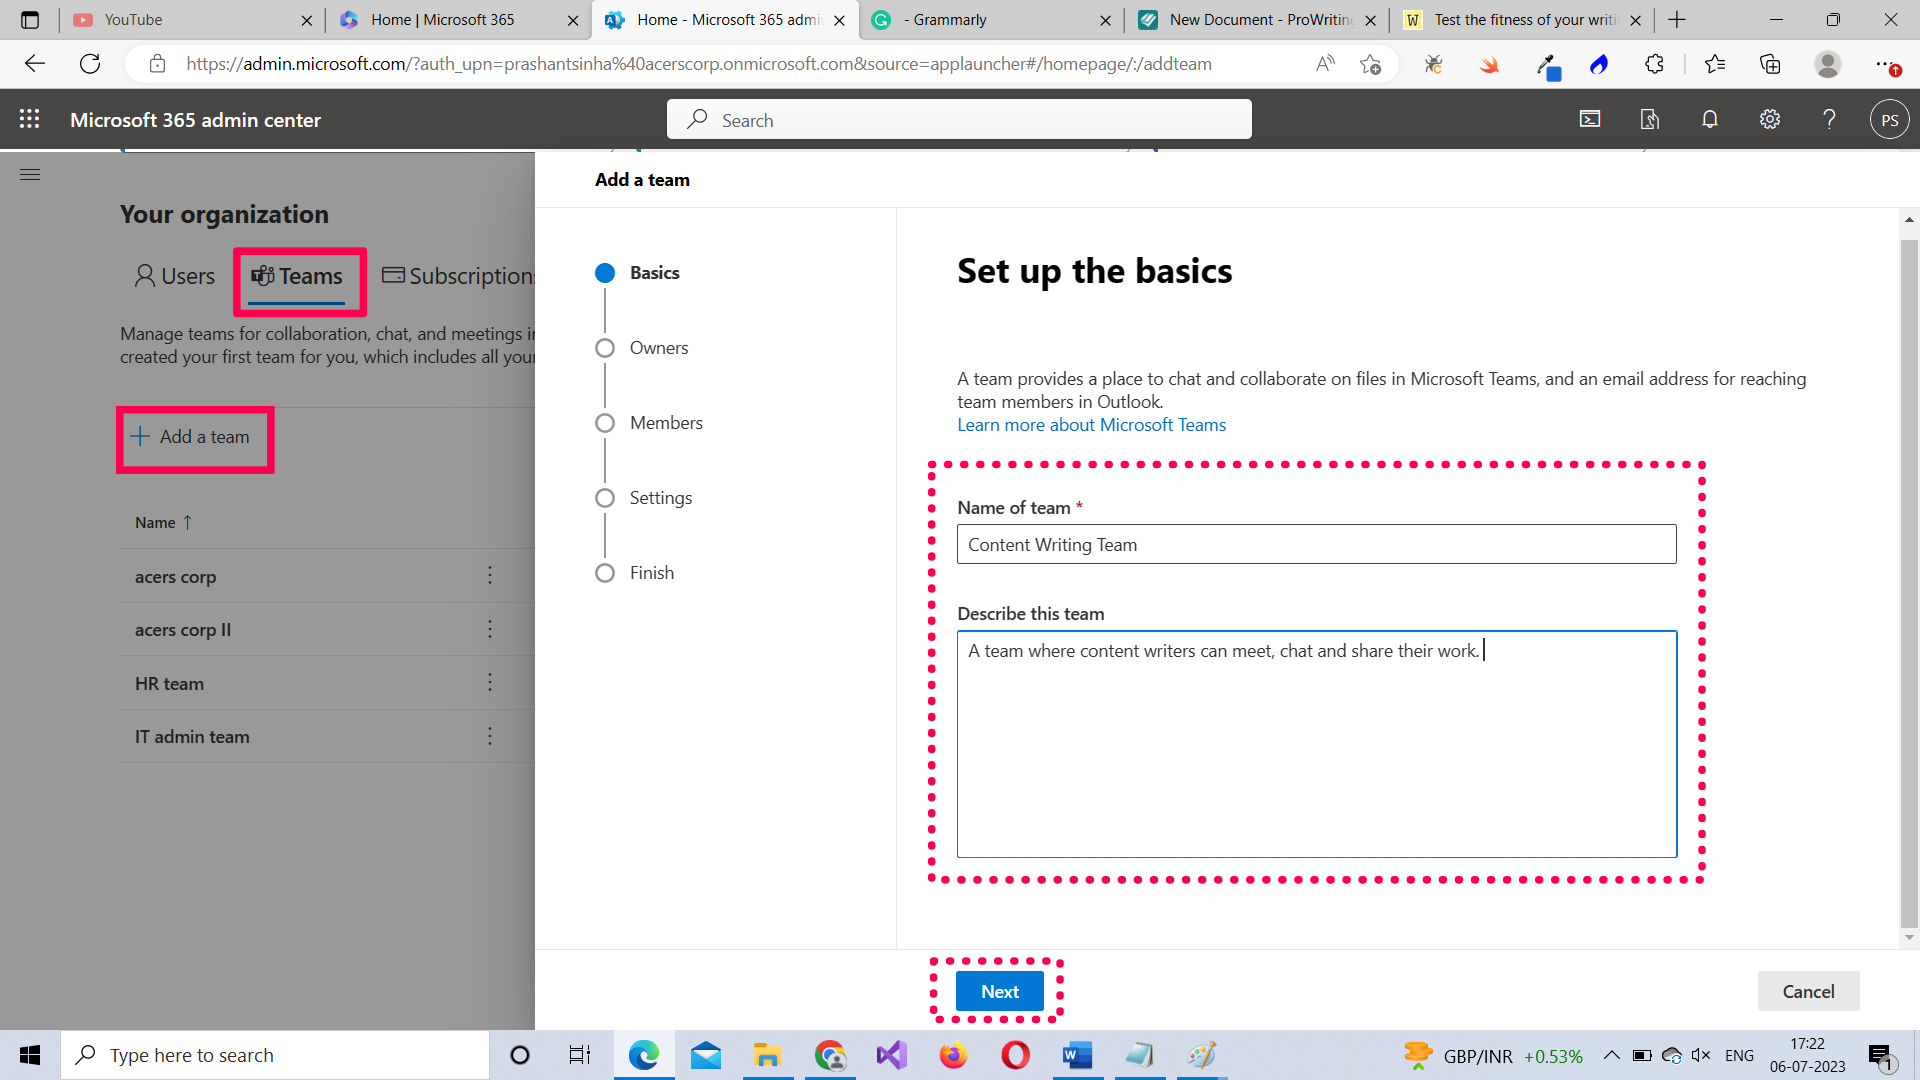 YouTube
Home | Microsoft 365
Home - Microsoft 365 admi
- Grammarly
New Document - ProWriting
Test the fitness of your writi
https://admin.microsoft.com/?auth_upn=prashantsinha%40acerscorp.onmicrosoft.com&source=applauncher#/homepage/:/addteam
Microsoft 365 admin center
Search
PS
Add a team
Your organization
Users
Teams
Subscriptions
Manage teams for collaboration, chat, and meetings in
created your first team for you, which includes all your
Add a team
Name ↑
acers corp
acers corp II
HR team
IT admin team
Basics
Owners
Members
Settings
Finish
Set up the basics
A team provides a place to chat and collaborate on files in Microsoft Teams, and an email address for reaching
team members in Outlook.
Learn more about Microsoft Teams
Name of team *
Content Writing Team
Describe this team
A team where content writers can meet, chat and share their work.
Next
Cancel
Type here to search
GBP/INR +0.53%
ENG
17:22
06-07-2023
1